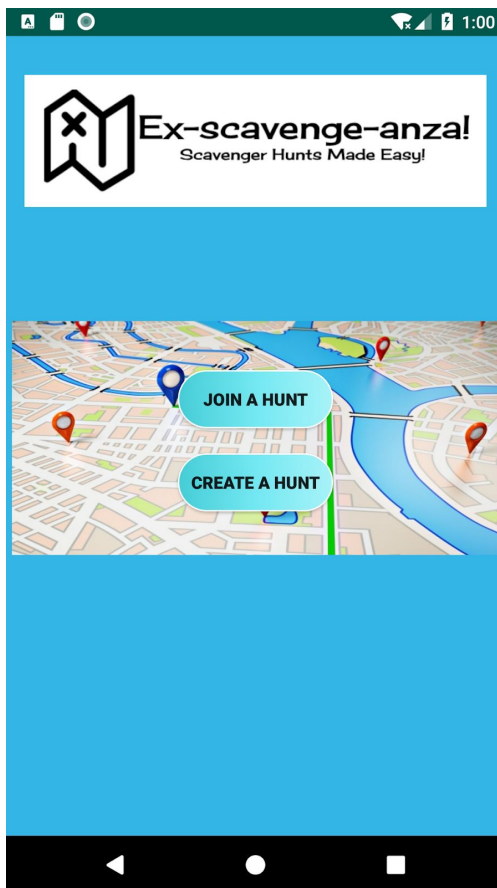 1:00
Ex-scavenge-anza!
Scavenger Hunts Made Easy!
JOIN A HUNT
CREATE A HUNT